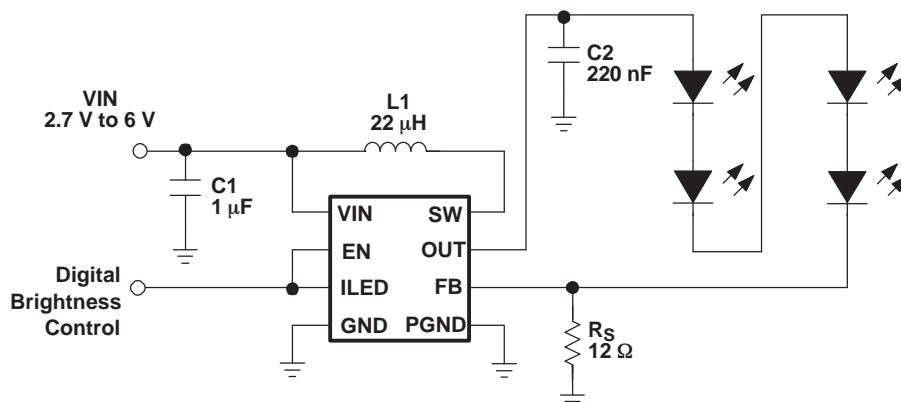 C2
220 nF
VIN
2.7 V to 6 V
L1
22 μH
C1
1 μF
VIN
SW
EN
OUT
Digital
Brightness
Control
ILED
FB
GND
PGND
RS
12 Ω